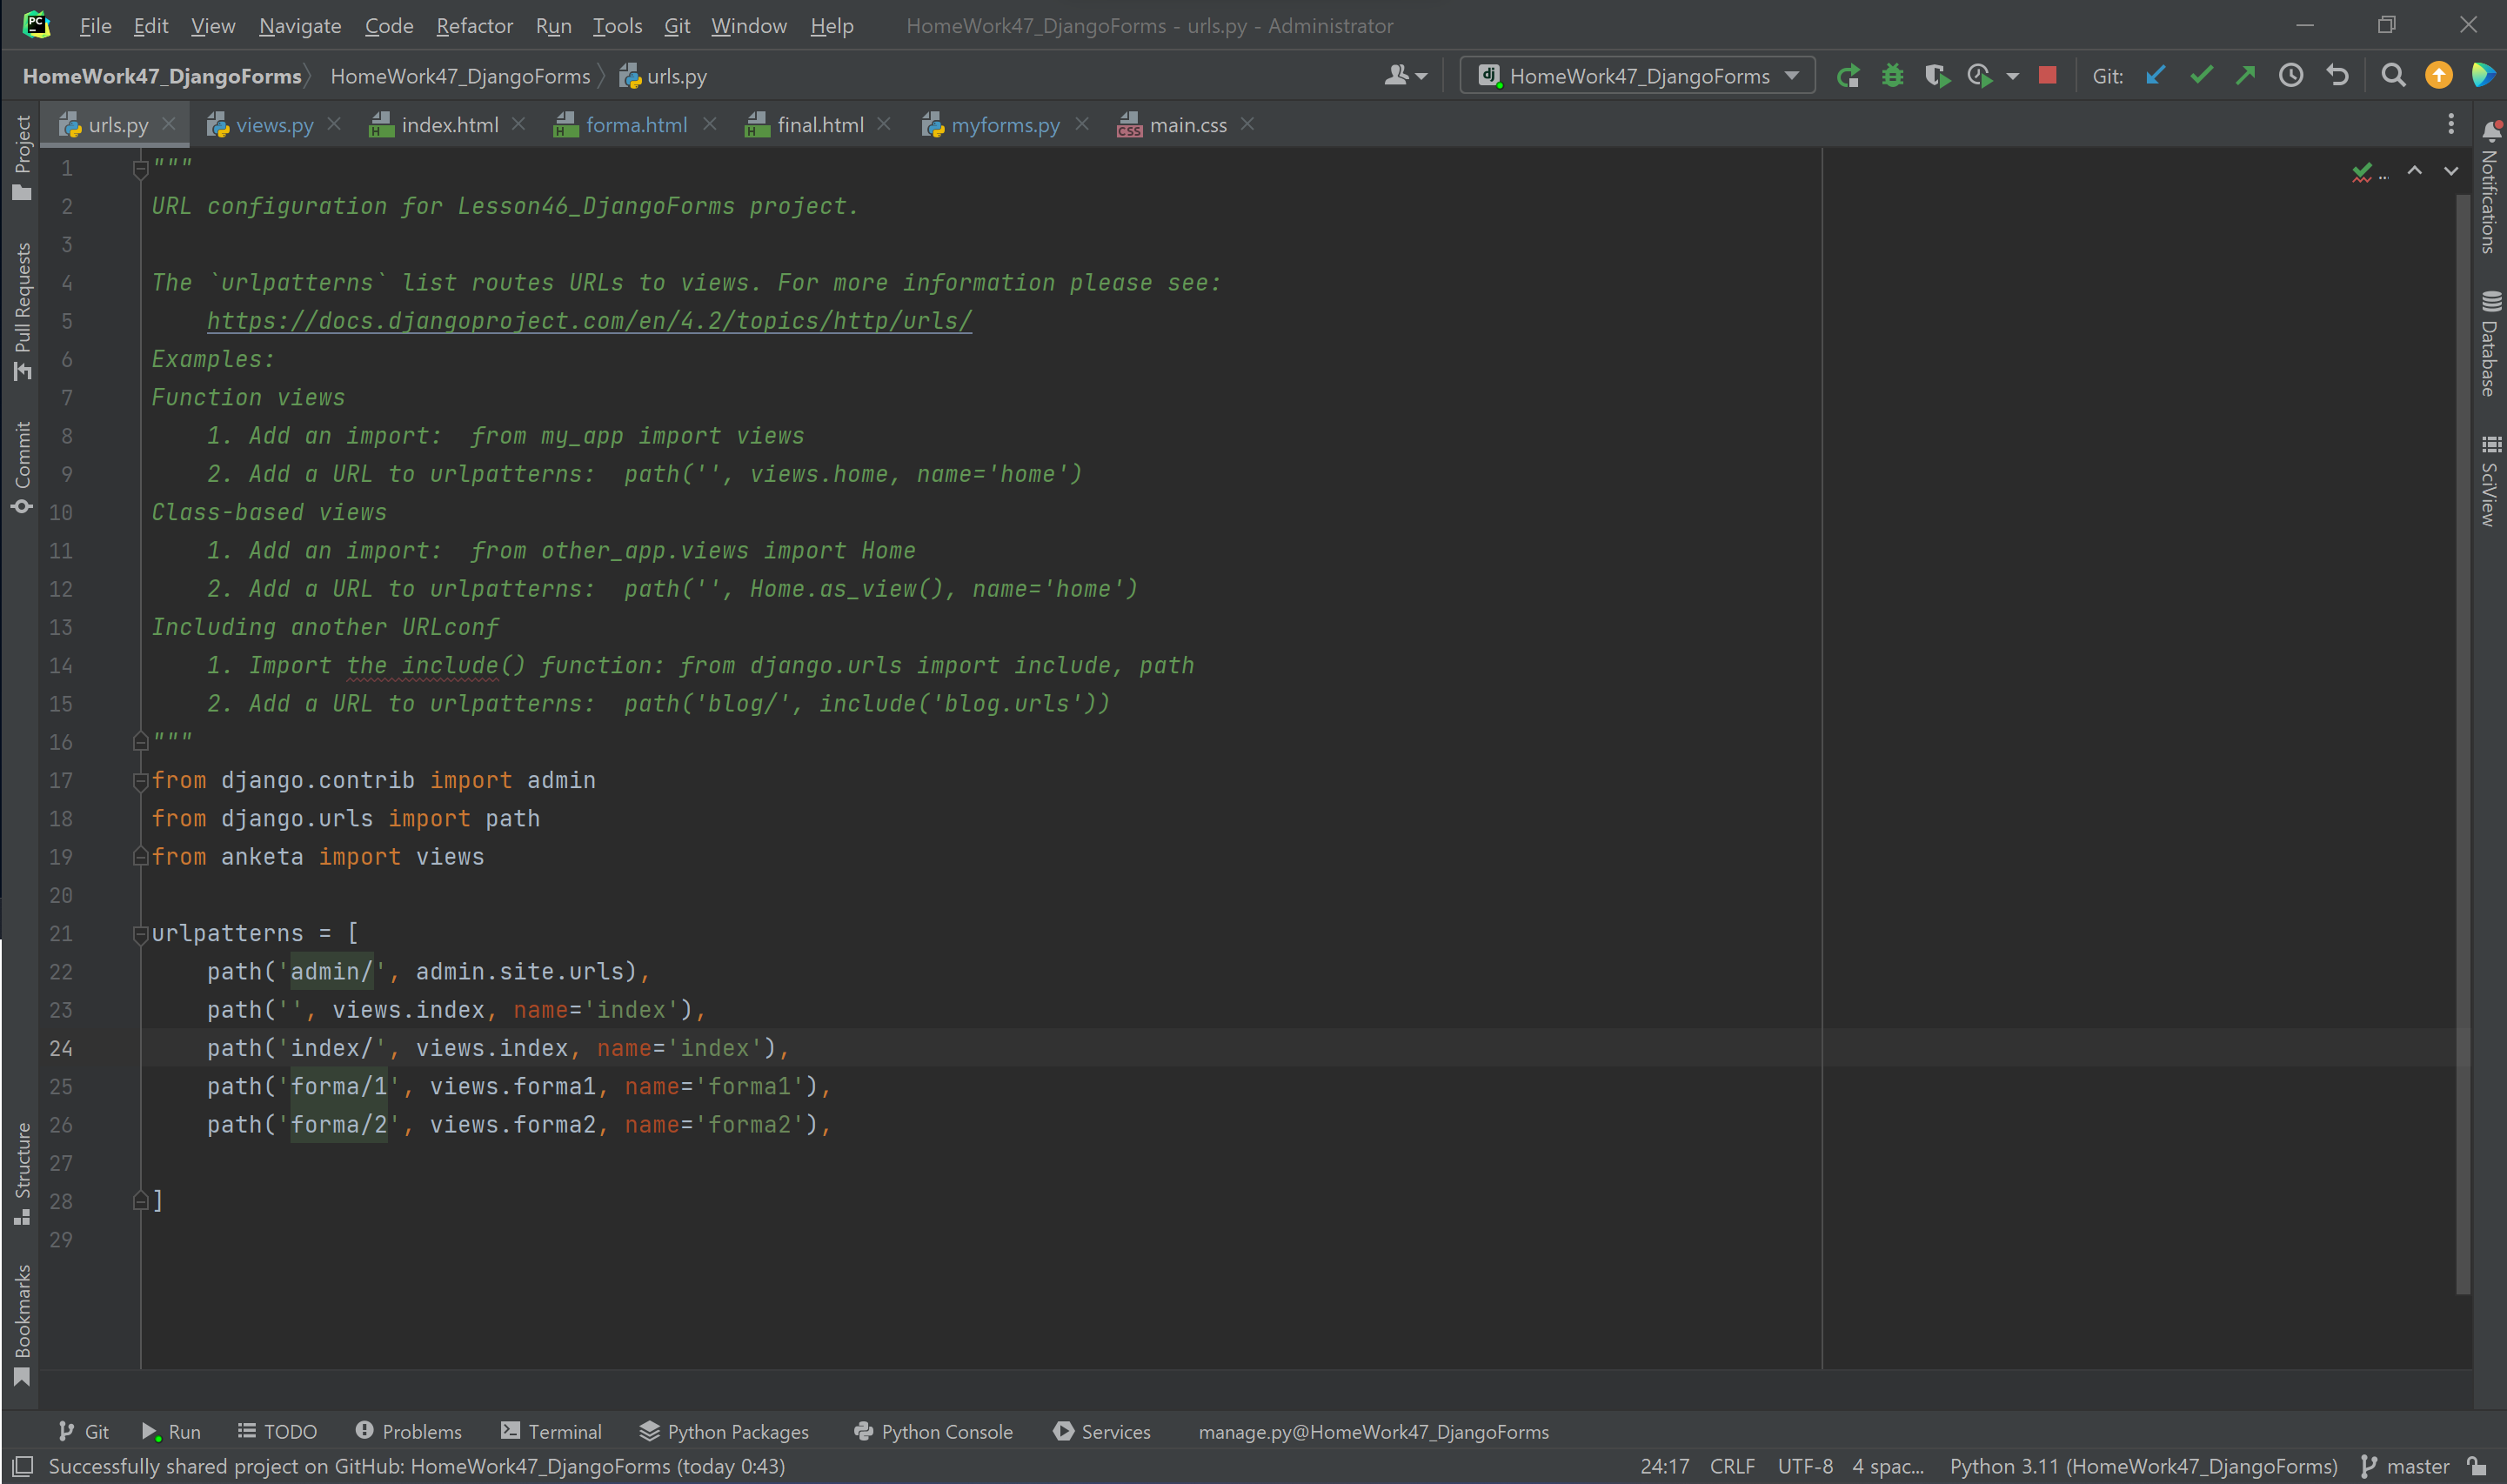 PC
File Edit View Navigate Code Refactor Run Tools Git Window Help HomeWork47_DjangoForms - urls.py - Administrator
HomeWork47_DjangoForms HomeWork47_DjangoForms urls.py dj HomeWork47_DjangoForms Git:
urls.py views.py index.html forma.html final.html myforms.py main.css
Project
Pull Requests
Commit
Structure
Bookmarks
1 """
2 URL configuration for Lesson46_DjangoForms project.
3
4 The `urlpatterns` list routes URLs to views. For more information please see:
5 https://docs.djangoproject.com/en/4.2/topics/http/urls/
6 Examples:
7 Function views
8 1. Add an import:  from my_app import views
9 2. Add a URL to urlpatterns:  path('', views.home, name='home')
10 Class-based views
11 1. Add an import:  from other_app.views import Home
12 2. Add a URL to urlpatterns:  path('', Home.as_view(), name='home')
13 Including another URLconf
14 1. Import the include() function: from django.urls import include, path
15 2. Add a URL to urlpatterns:  path('blog/', include('blog.urls'))
16 """
17 from django.contrib import admin
18 from django.urls import path
19 from anketa import views
20
21 urlpatterns = [
22 path('admin/', admin.site.urls),
23 path('', views.index, name='index'),
24 path('index/', views.index, name='index'),
25 path('forma/1', views.forma1, name='forma1'),
26 path('forma/2', views.forma2, name='forma2'),
27
28 ]
29
Notifications
Database
SciView
Git Run TODO Problems Terminal Python Packages Python Console Services manage.py@HomeWork47_DjangoForms
Successfully shared project on GitHub: HomeWork47_DjangoForms (today 0:43) 24:17 CRLF UTF-8 4 spac... Python 3.11 (HomeWork47_DjangoForms) master